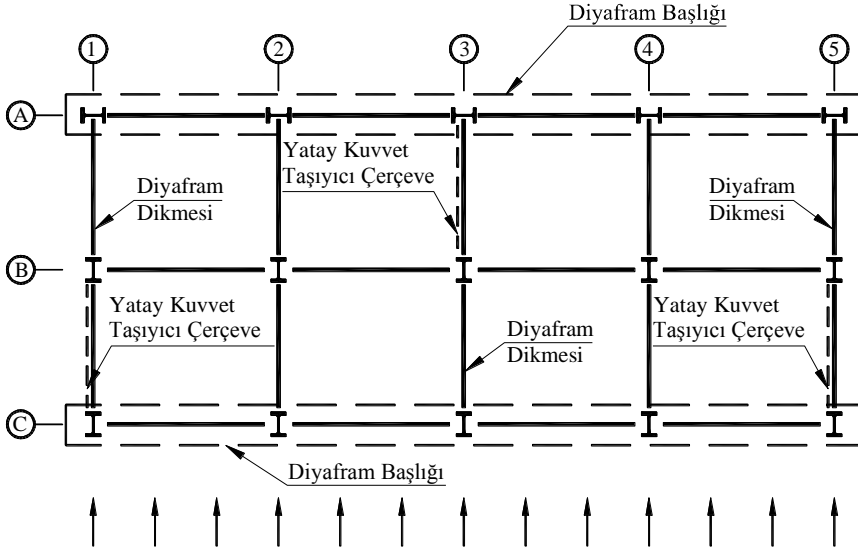 Diyafram Başlığı
1
2
3
4
5
A
Yatay Kuvvet
Taşıyıcı Çerçeve
Diyafram
Dikmesi
Diyafram
Dikmesi
B
Yatay Kuvvet
Taşıyıcı Çerçeve
Diyafram
Dikmesi
Yatay Kuvvet
Taşıyıcı Çerçeve
C
Diyafram Başlığı